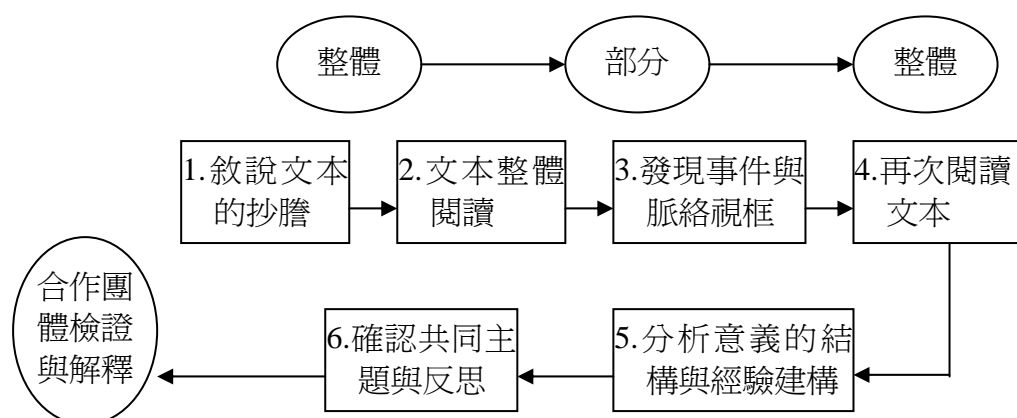 整體
部分
整體
1.敘說文本
的抄謄
2.文本整體
閱讀
3.發現事件與
脈絡視框
4.再次閱讀
文本
5.分析意義的結
構與經驗建構
6.確認共同主
題與反思
合作團
體檢證
與解釋